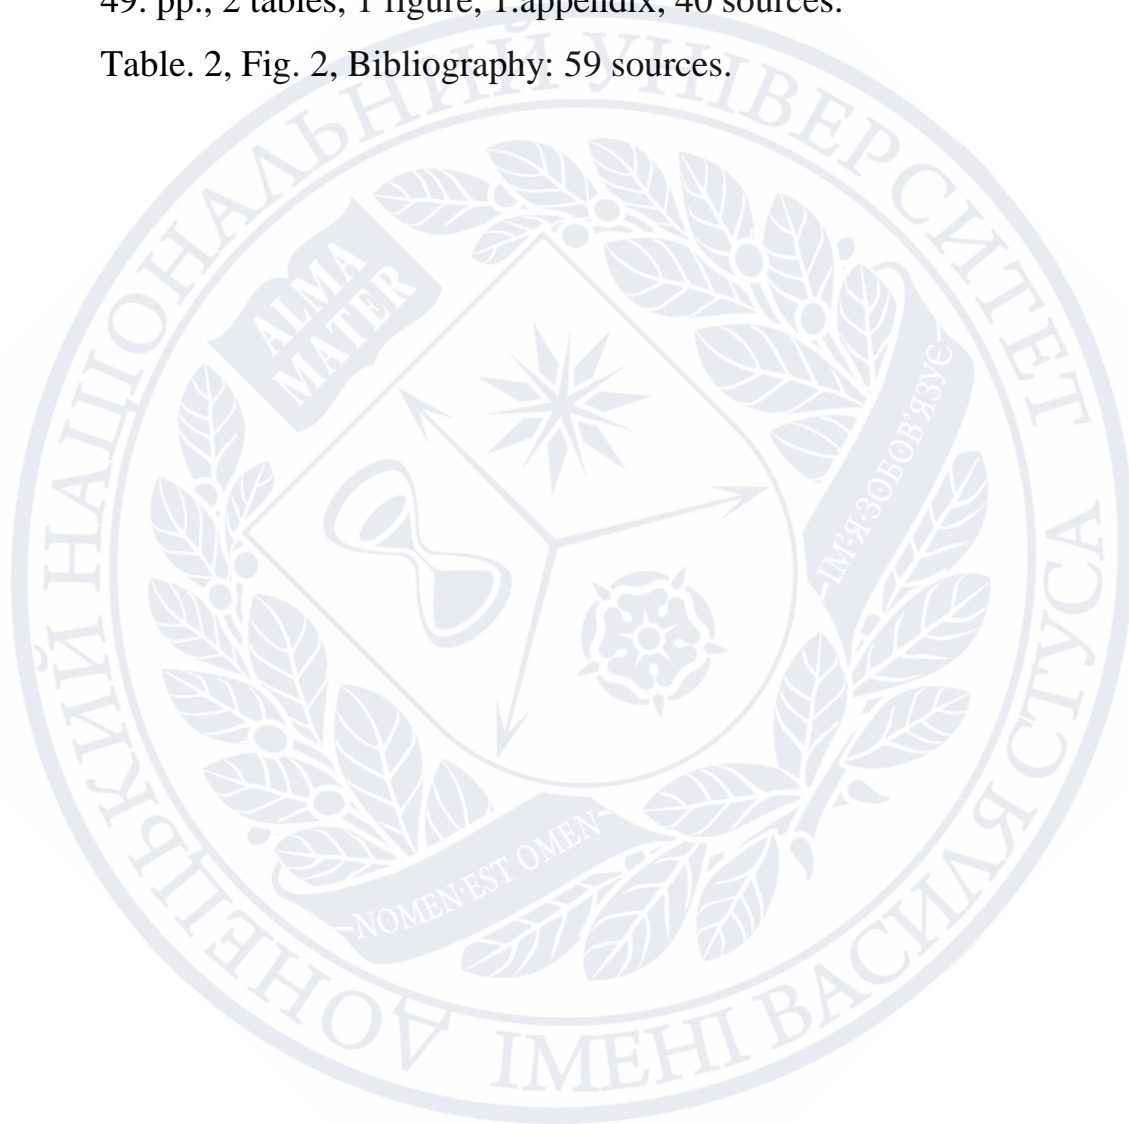 49. pp., 2 tables, 1 figure, 1.appendix, 40 sources.
Table. 2, Fig. 2, Bibliography: 59 sources.
ДОНЕЦЬКИЙ НАЦІОНАЛЬНИЙ УНІВЕРСИТЕТ ІМЕНІ ВАСИЛЯ СТУСА
ALMA
MATER
ІМ'Я·ЗОБОВ'ЯЗУЄ
NOMEN·EST OMEN